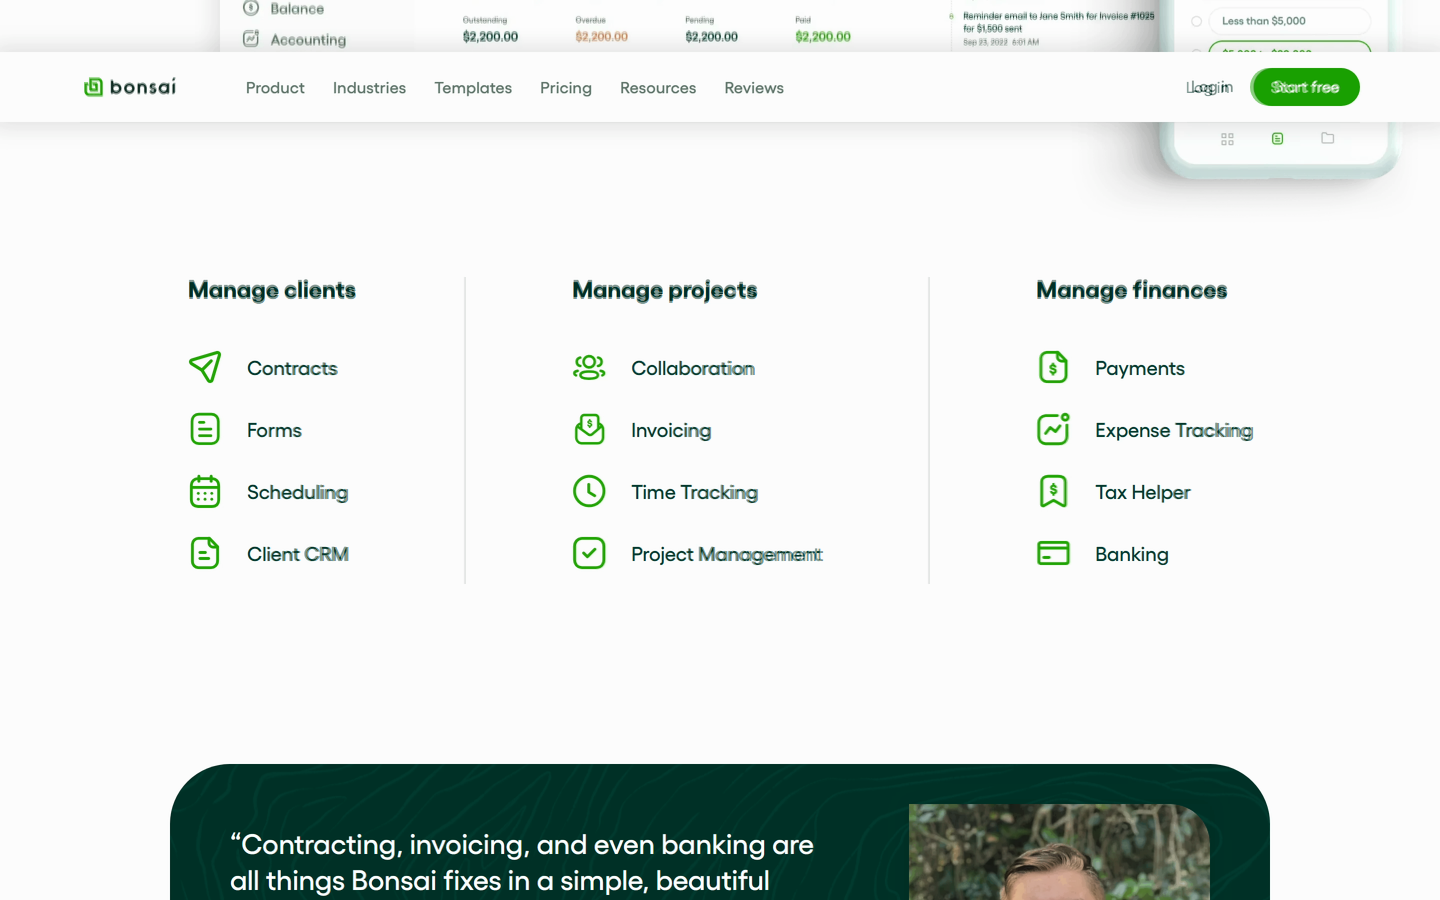 Balance
Accounting
Outstanding
$2,200.00
Overdue
$2,200.00
Pending
$2,200.00
Paid
$2,200.00
Reminder email to Jane Smith for Invoice #1025
for $1,500 sent
Sep 23, 2022 6:01 AM
Less than $5,000
bonsai
Product
Industries
Templates
Pricing
Resources
Reviews
Login
Start free
Manage clients
Contracts
Forms
Scheduling
Client CRM
Manage projects
Collaboration
Invoicing
Time Tracking
Project Management
Manage finances
Payments
Expense Tracking
Tax Helper
Banking
“Contracting, invoicing, and even banking are
all things Bonsai fixes in a simple, beautiful